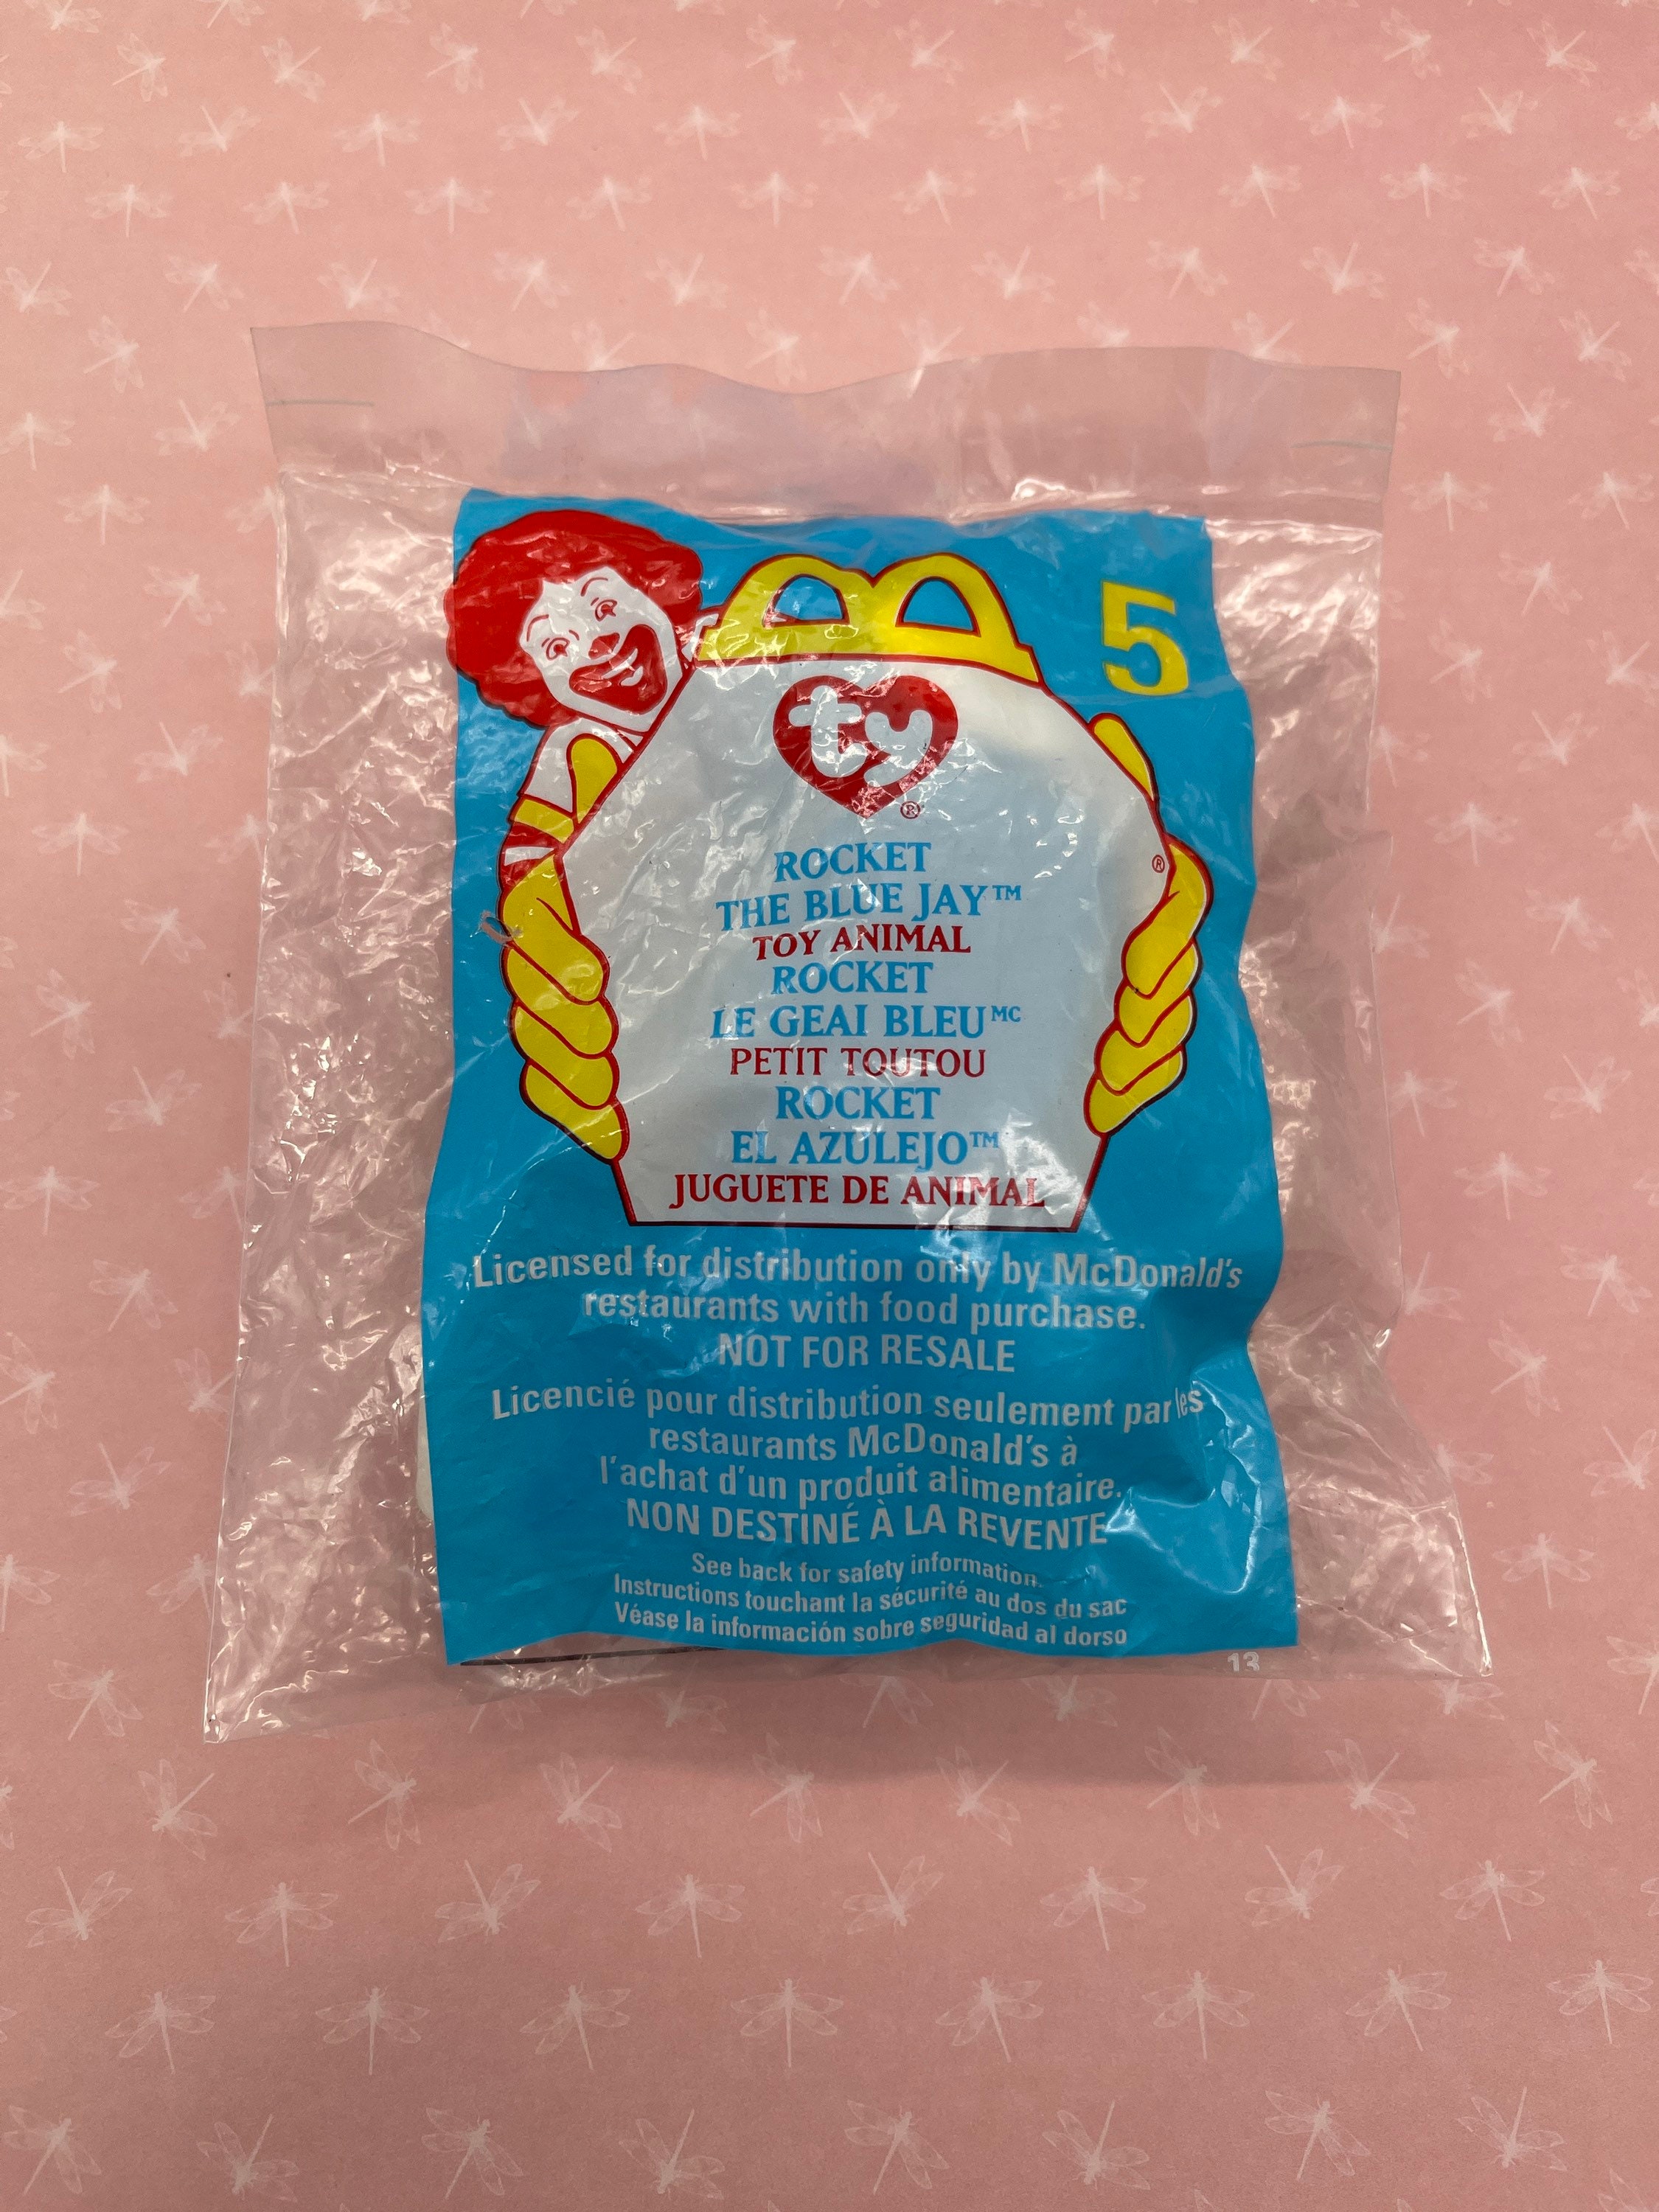 5
ty®
ROCKET
THE BLUE JAY™
®
TOY ANIMAL
ROCKET
LE GEAI BLEU MC
PETIT TOUTOU
ROCKET
EL AZULEJO™
JUGUETE DE ANIMAL
Licensed for distribution only by McDonald's
restaurants with food purchase.
NOT FOR RESALE
Licencié pour distribution seulement par les
restaurants McDonald's à
l'achat d'un produit alimentaire.
NON DESTINÉ À LA REVENTE
See back for safety information.
Instructions touchant la sécurité au dos du sac
Véase la información sobre seguridad al dorso
13